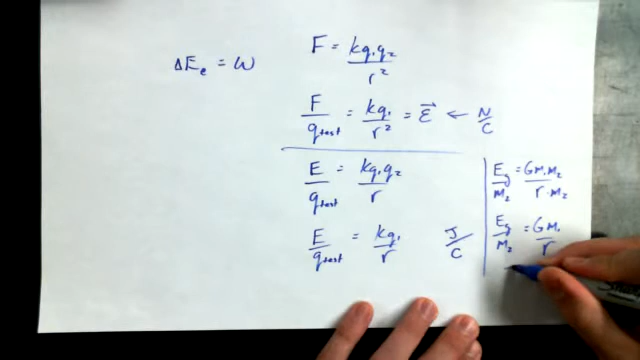 F = kq₁q₂/r²
ΔE_e = W
F/q_test = kq₁/r² = ε⃗ ← N/C
E/q_test = kq₁q₂/r
E_g/M₂ = GM₁M₂/r·M₂
E/q_test = kq₁/r J/C
E_g/M₂ = GM₁/r